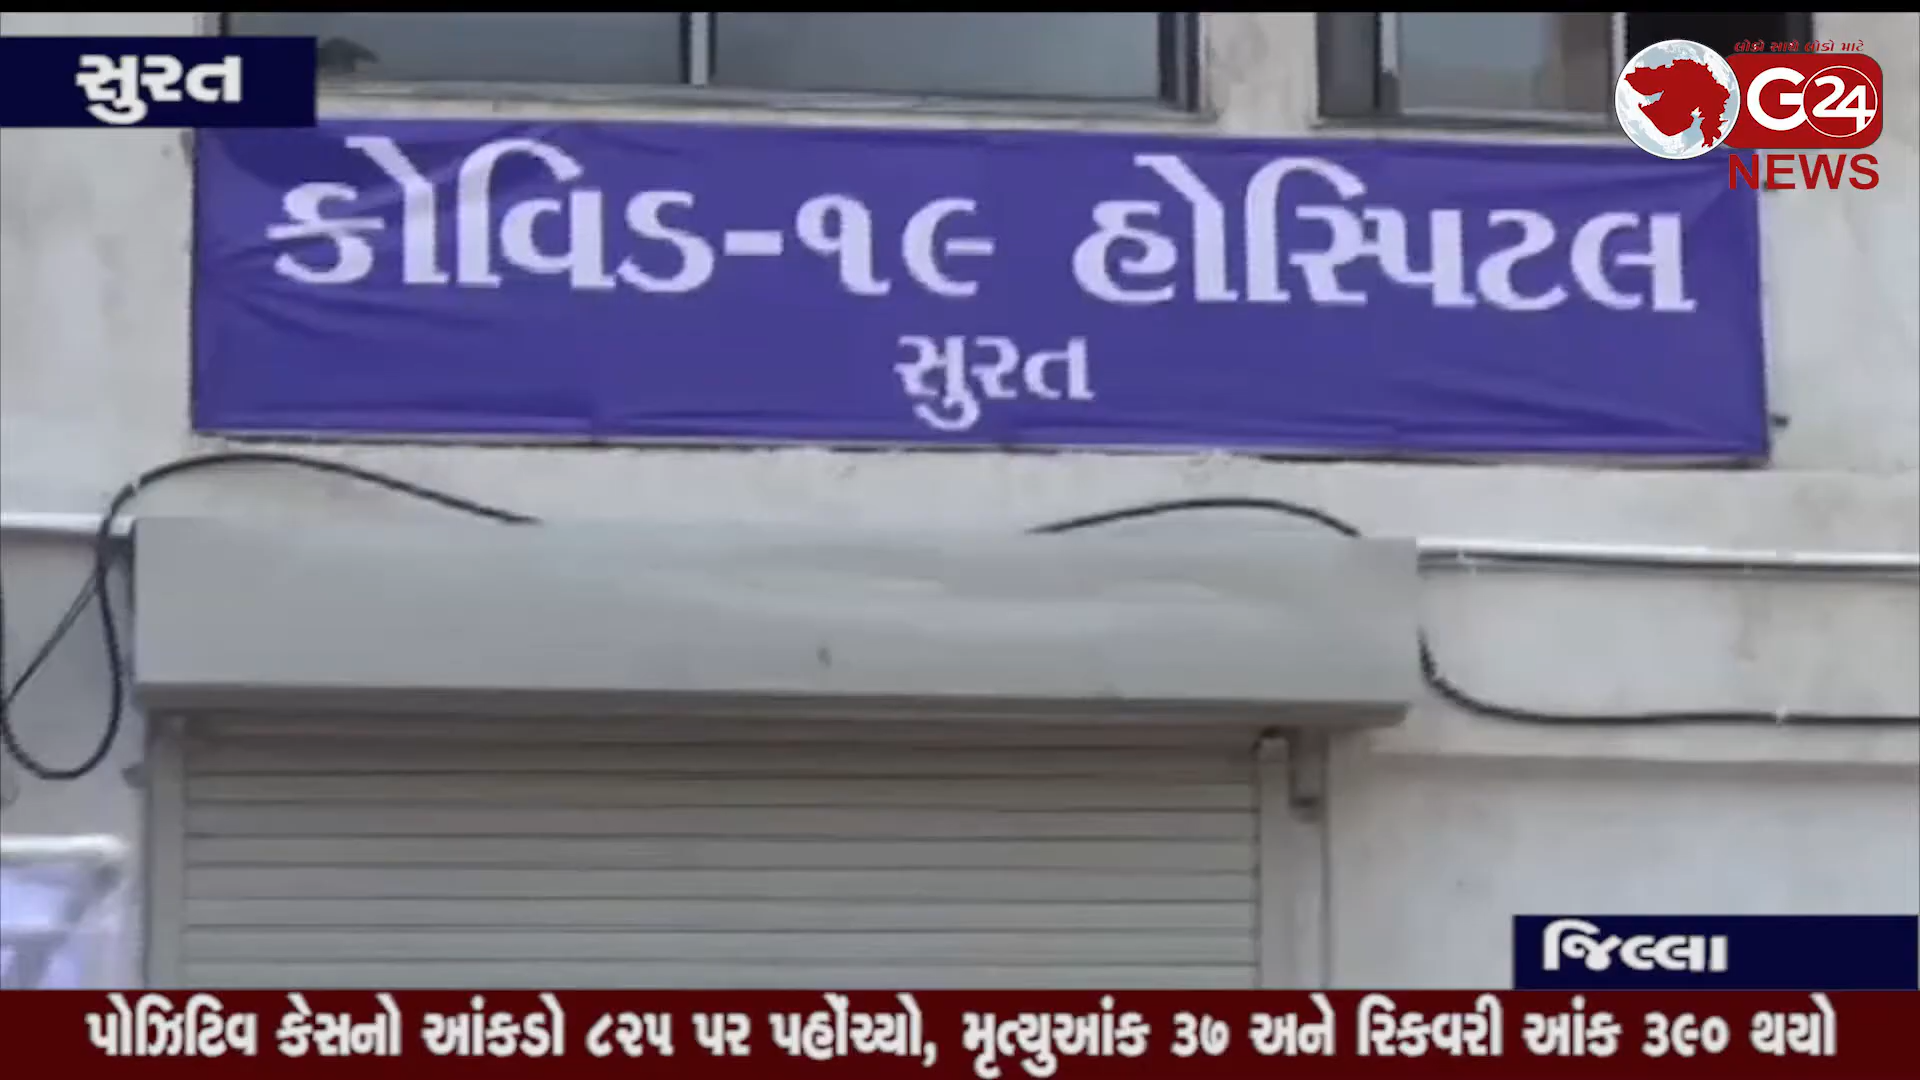 સુરત
લોકો સાથે લોકો માટે
G24
NEWS
કોવિડ-૧૯ હોસ્પિટલ
સુરત
જિલ્લા
પોઝિટિવ કેસનો આંકડો ૮૨૫ પર પહોંચ્યો, મૃત્યુઆંક ૩૭ અને રિકવરી આંક ૩૯૦ થયો